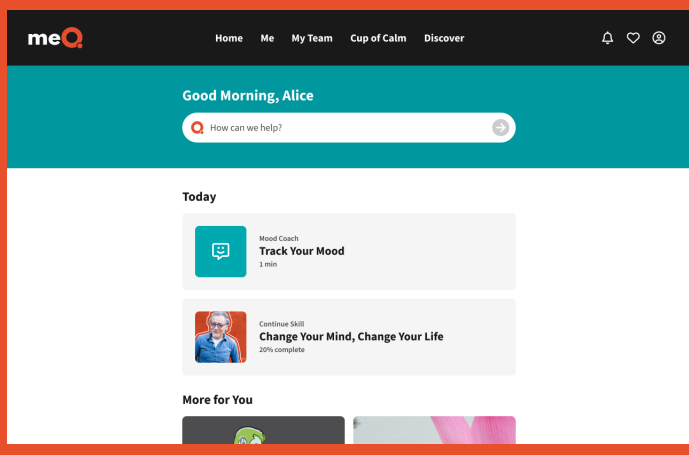 meQ
Home Me My Team Cup of Calm Discover
Good Morning, Alice
How can we help?
Today
Mood Coach
Track Your Mood
1 min
Continue Skill
Change Your Mind, Change Your Life
20% complete
More for You